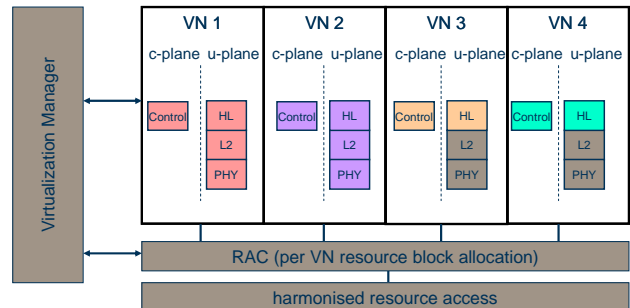 Virtualization Manager
VN 1 VN 2 VN 3 VN 4
c-plane u-plane c-plane u-plane c-plane u-plane c-plane u-plane
Control HL Control HL Control HL Control HL
L2 L2 L2 L2
PHY PHY PHY PHY
RAC (per VN resource block allocation)
harmonised resource access